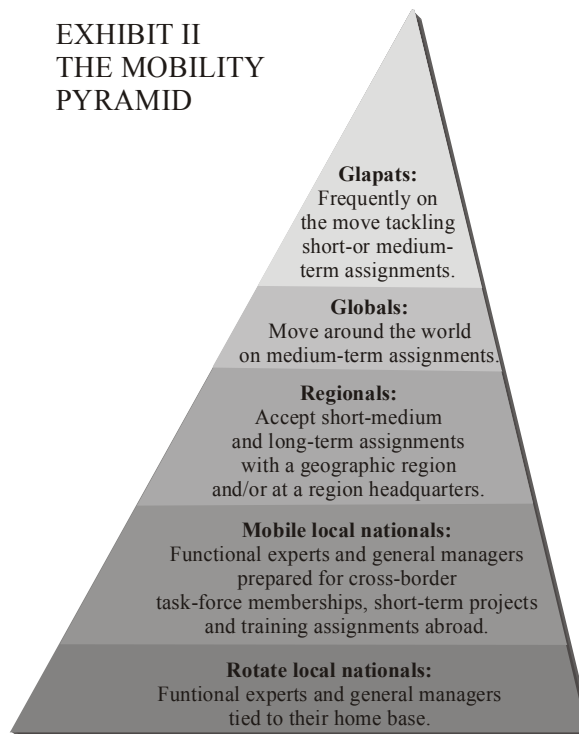 EXHIBIT II
THE MOBILITY
PYRAMID
Glapats:
Frequently on
the move tackling
short-or medium-
term assignments.
Globals:
Move around the world
on medium-term assignments.
Regionals:
Accept short-medium
and long-term assignments
with a geographic region
and/or at a region headquarters.
Mobile local nationals:
Functional experts and general managers
prepared for cross-border
task-force memberships, short-term projects
and training assignments abroad.
Rotate local nationals:
Funtional experts and general managers
tied to their home base.